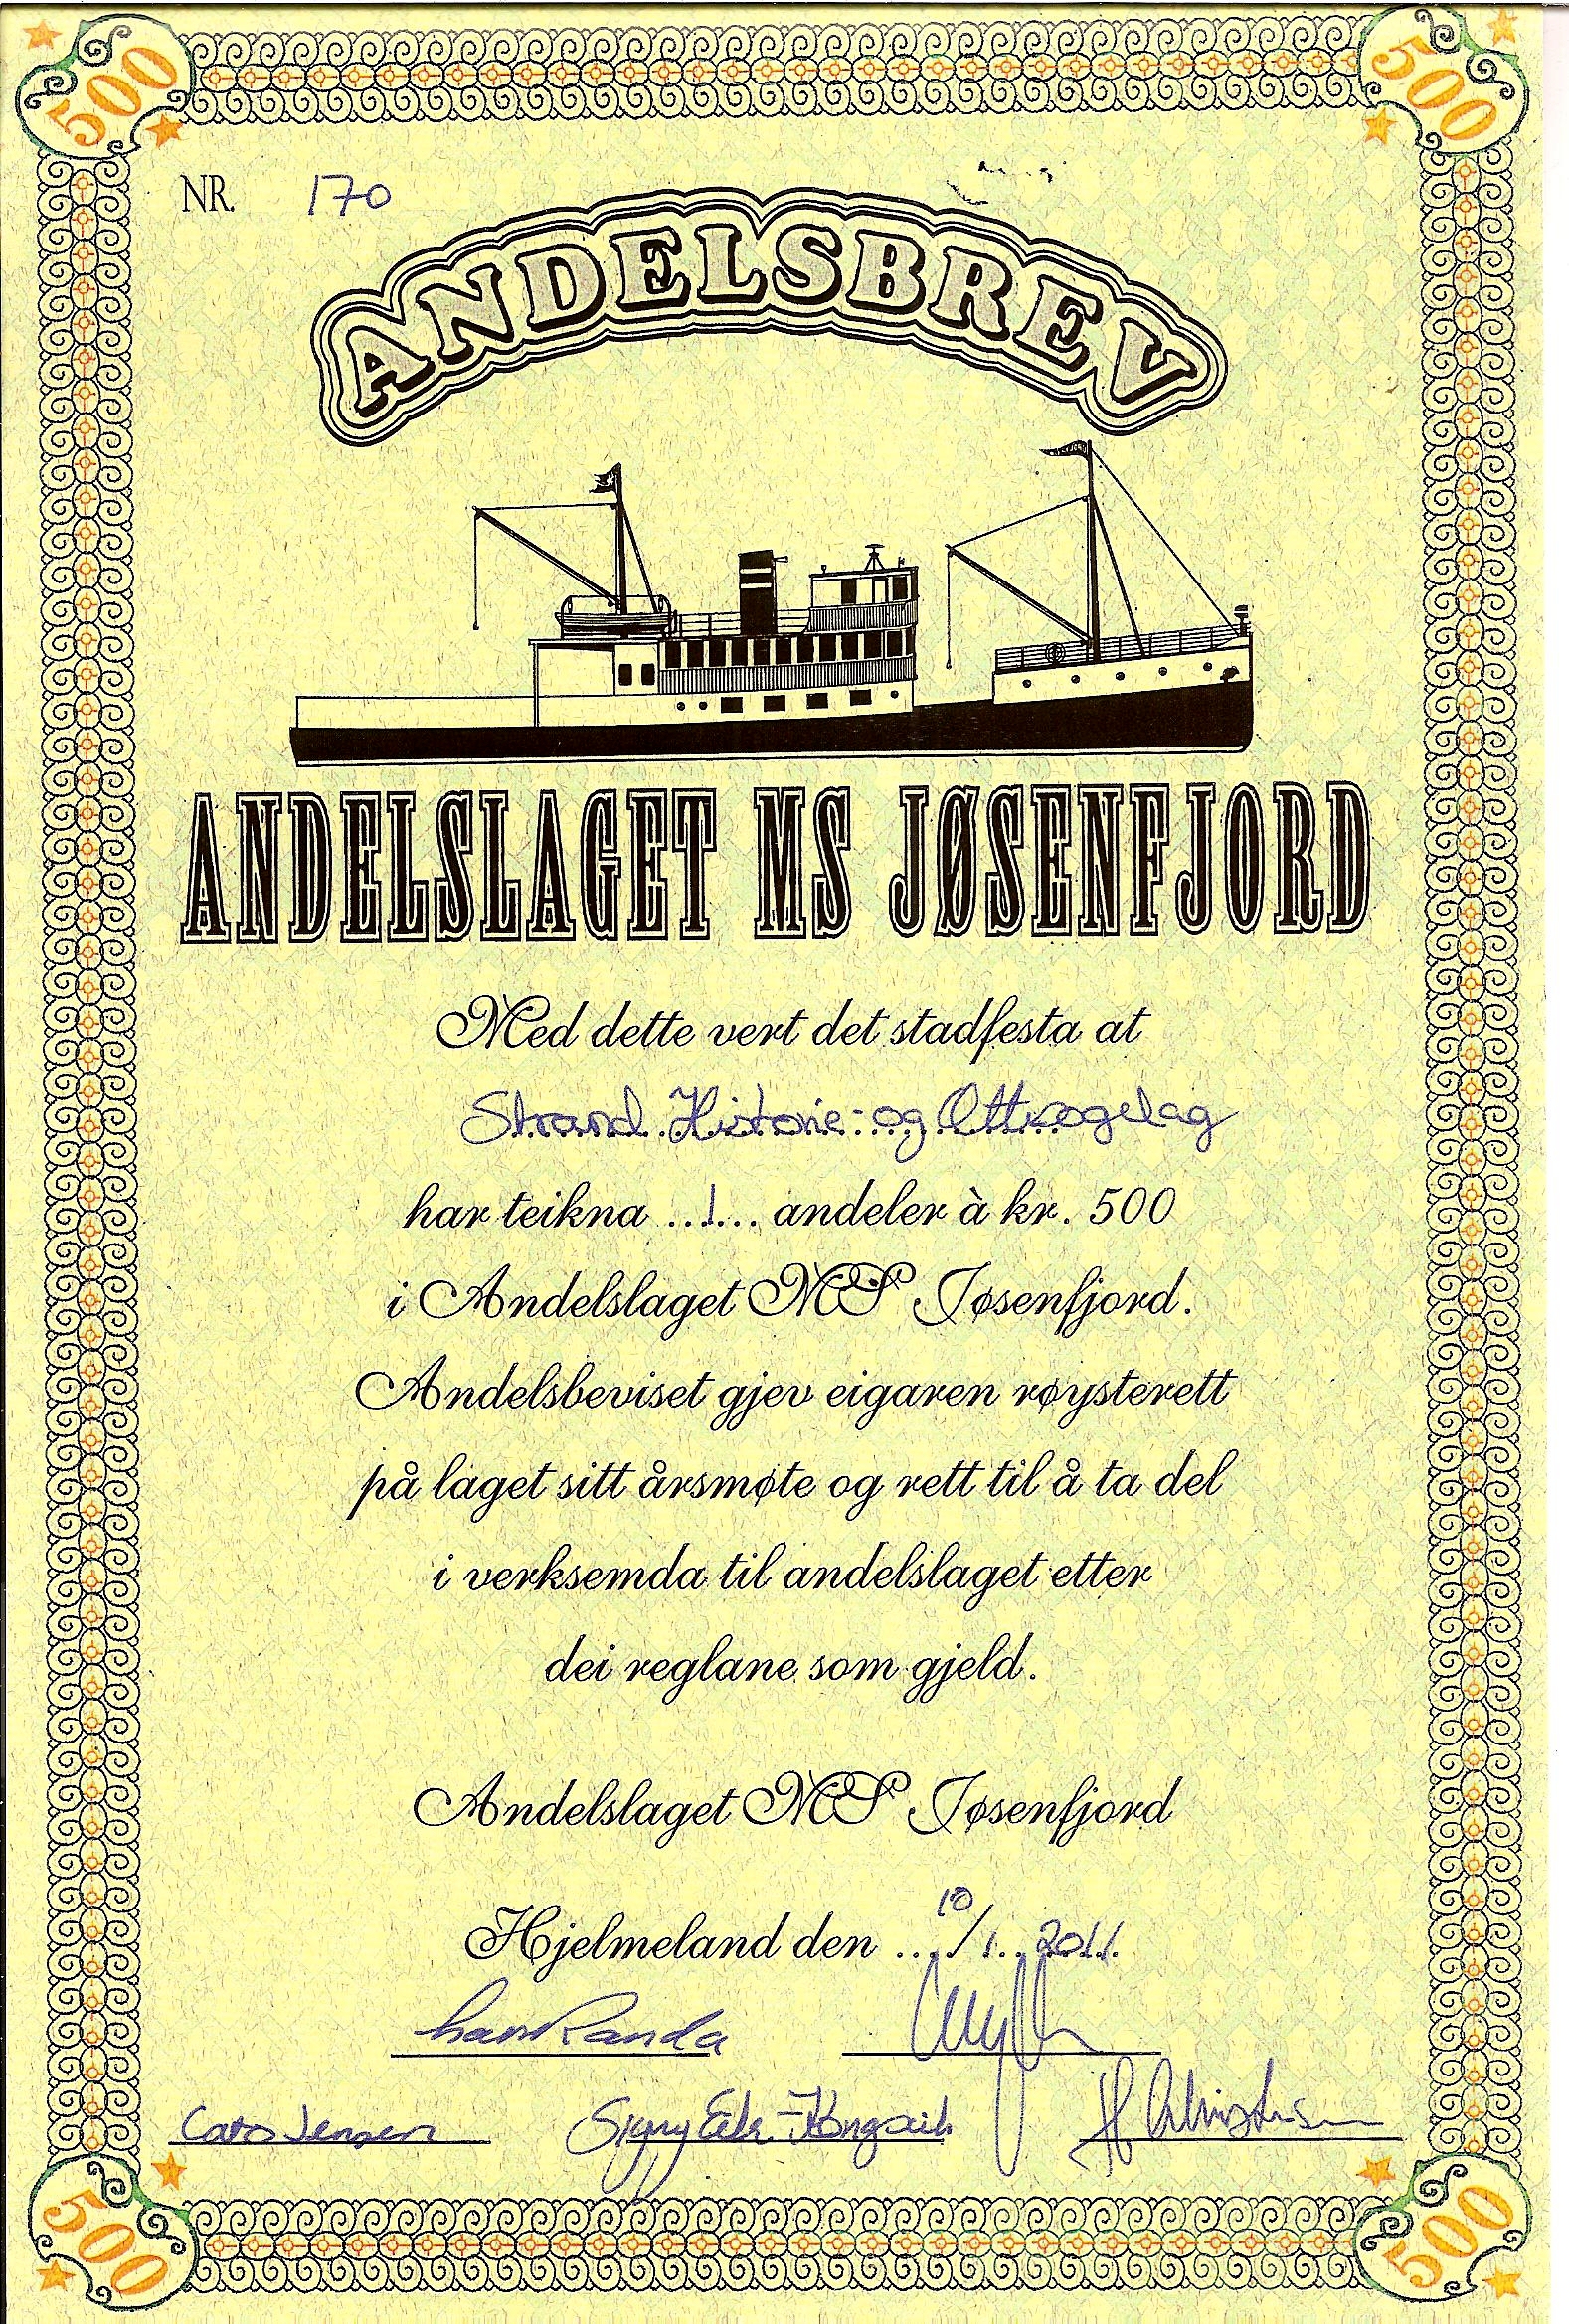 500
500
NR. 170
ANDELSBREV
ANDELSLAGET MS JØSENFJORD
Med dette vert det stadfesta at
Strand Historie- og Ættesogelag
har teikna ..1... andeler à kr. 500
i Andelslaget MS Jøsenfjord.
Andelsbeviset gjev eigaren røysterett
på laget sitt årsmøte og rett til å ta del
i verksemda til andelslaget etter
dei reglane som gjeld.
Andelslaget MS Jøsenfjord
Hjelmeland den 10/1 2011.
Cato Jensen
500
500